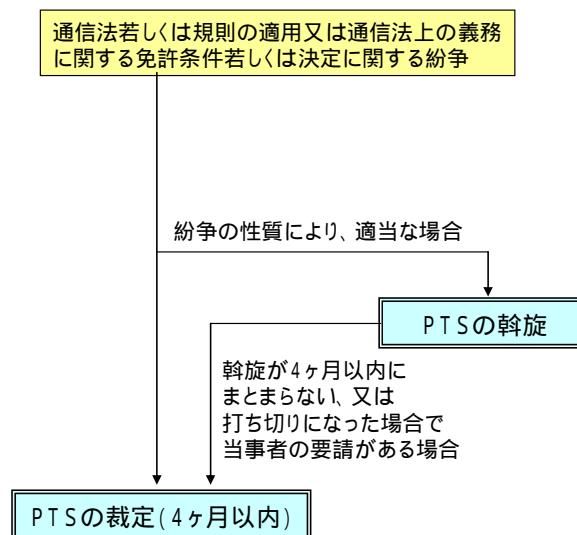 通信法若しくは規則の適用又は通信法上の義務
に関する免許条件若しくは決定に関する紛争
紛争の性質により、適当な場合
PTSの斡旋
斡旋が4ヶ月以内に
まとまらない、又は
打ち切りになった場合で
当事者の要請がある場合
PTSの裁定(4ヶ月以内)